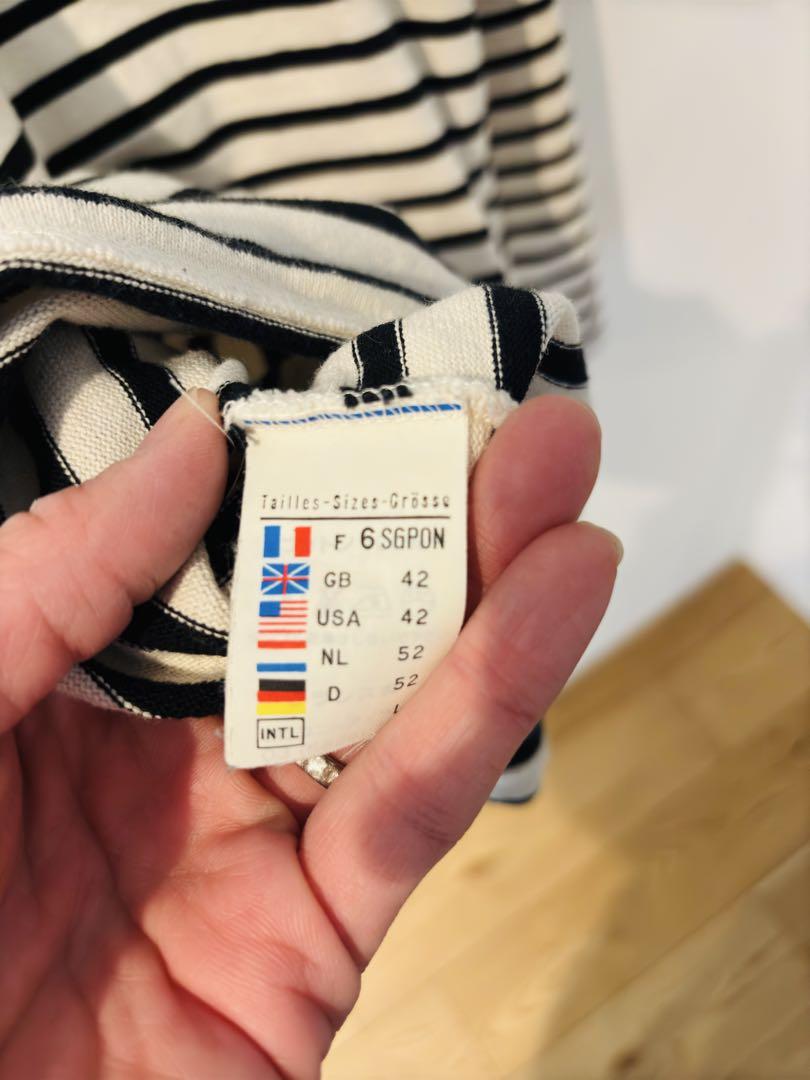 Tailles-Sizes-Grösse
F 6 SGPON
GB 42
USA 42
NL 52
D 52
INTL